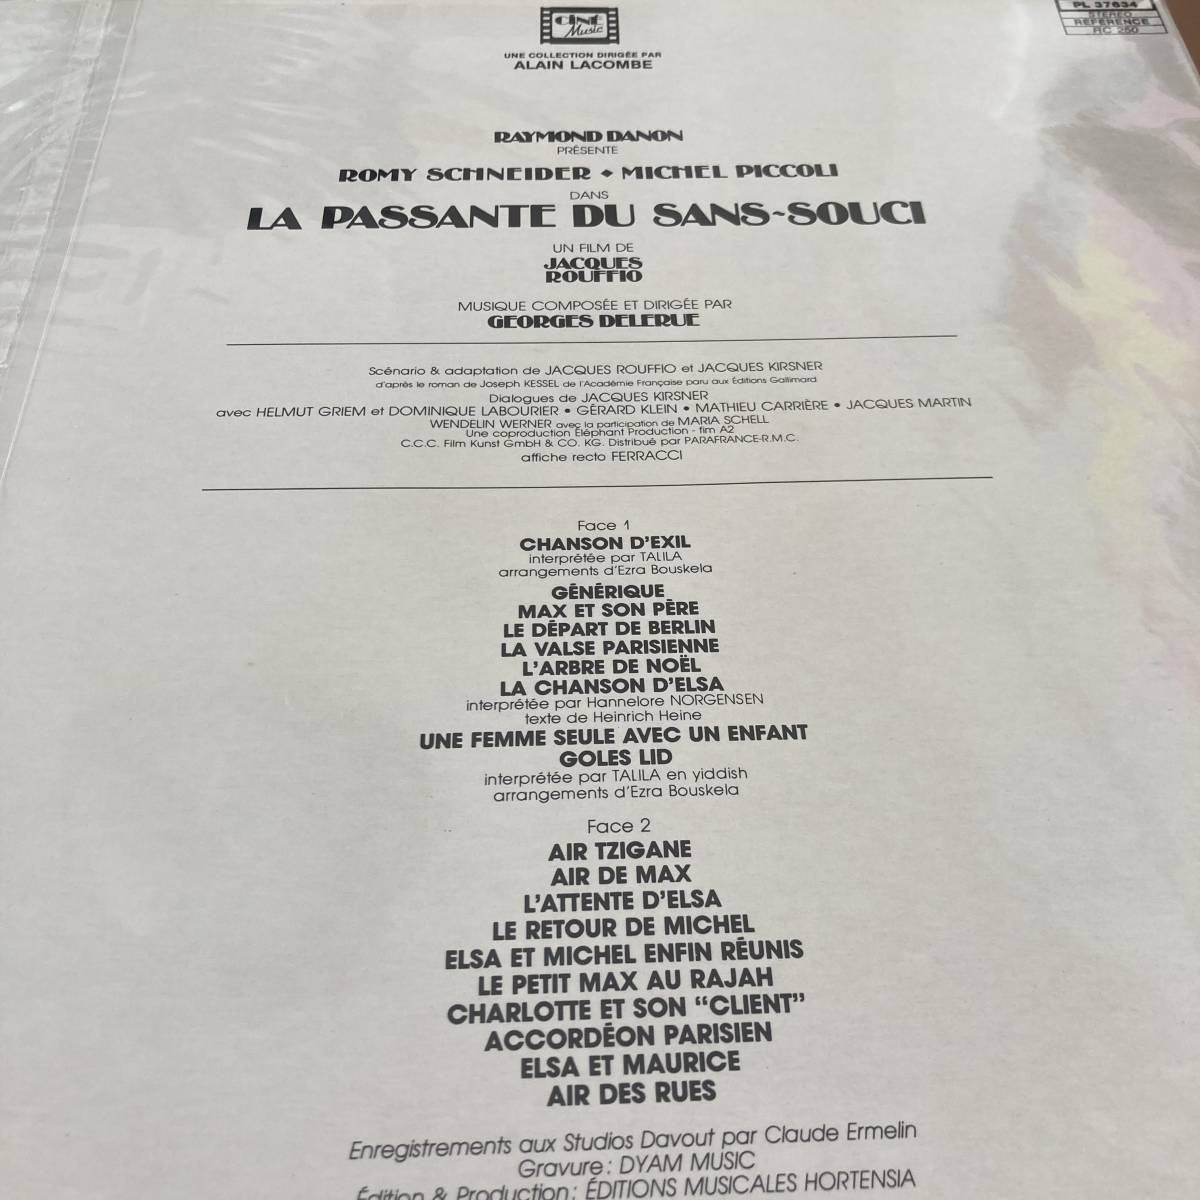 CINÉ
Music
UNE COLLECTION DIRIGÉE PAR
ALAIN LACOMBE
PL 37634
STEREO
REFERENCE
RC 250
RAYMOND DANON
PRÉSENTE
ROMY SCHNEIDER ◆ MICHEL PICCOLI
DANS
LA PASSANTE DU SANS-SOUCI
UN FILM DE
JACQUES
ROUFFIO
MUSIQUE COMPOSÉE ET DIRIGÉE PAR
GEORGES DELERUE
Scénario & adaptation de JACQUES ROUFFIO et JACQUES KIRSNER
d'après le roman de Joseph KESSEL de l'Académie Française paru aux Éditions Gallimard
Dialogues de JACQUES KIRSNER
avec HELMUT GRIEM et DOMINIQUE LABOURIER • GÉRARD KLEIN • MATHIEU CARRIÈRE • JACQUES MARTIN
WENDELIN WERNER avec la participation de MARIA SCHELL
Une coproduction Éléphant Production - fim A2
C.C.C. Film Kunst GmbH & CO. KG. Distribué par PARAFRANCE-R.M.C.
affiche recto FERRACCI
Face 1
CHANSON D'EXIL
interprétée par TALILA
arrangements d'Ezra Bouskela
GÉNÉRIQUE
MAX ET SON PÈRE
LE DÉPART DE BERLIN
LA VALSE PARISIENNE
L'ARBRE DE NOËL
LA CHANSON D'ELSA
interprétée par Hannelore NORGENSEN
texte de Heinrich Heine
UNE FEMME SEULE AVEC UN ENFANT
GOLES LID
interprétée par TALILA en yiddish
arrangements d'Ezra Bouskela
Face 2
AIR TZIGANE
AIR DE MAX
L'ATTENTE D'ELSA
LE RETOUR DE MICHEL
ELSA ET MICHEL ENFIN RÉUNIS
LE PETIT MAX AU RAJAH
CHARLOTTE ET SON "CLIENT"
ACCORDÉON PARISIEN
ELSA ET MAURICE
AIR DES RUES
Enregistrements aux Studios Davout par Claude Ermelin
Gravure : DYAM MUSIC
Édition & Production : ÉDITIONS MUSICALES HORTENSIA